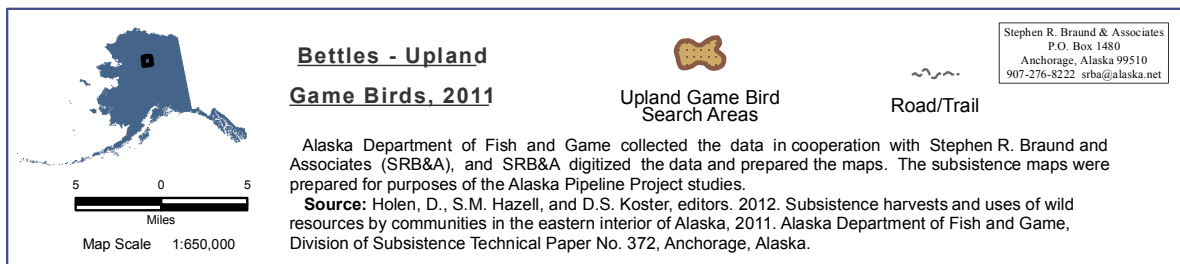 Bettles - Upland
Game Birds, 2011
Upland Game Bird
Search Areas
Road/Trail
Stephen R. Braund & Associates
P.O. Box 1480
Anchorage, Alaska 99510
907-276-8222 srba@alaska.net
Alaska Department of Fish and Game collected the data in cooperation with Stephen R. Braund and
Associates (SRB&A), and SRB&A digitized the data and prepared the maps. The subsistence maps were
prepared for purposes of the Alaska Pipeline Project studies.
Source: Holen, D., S.M. Hazell, and D.S. Koster, editors. 2012. Subsistence harvests and uses of wild
resources by communities in the eastern interior of Alaska, 2011. Alaska Department of Fish and Game,
Division of Subsistence Technical Paper No. 372, Anchorage, Alaska.
5 0 5
Miles
Map Scale 1:650,000